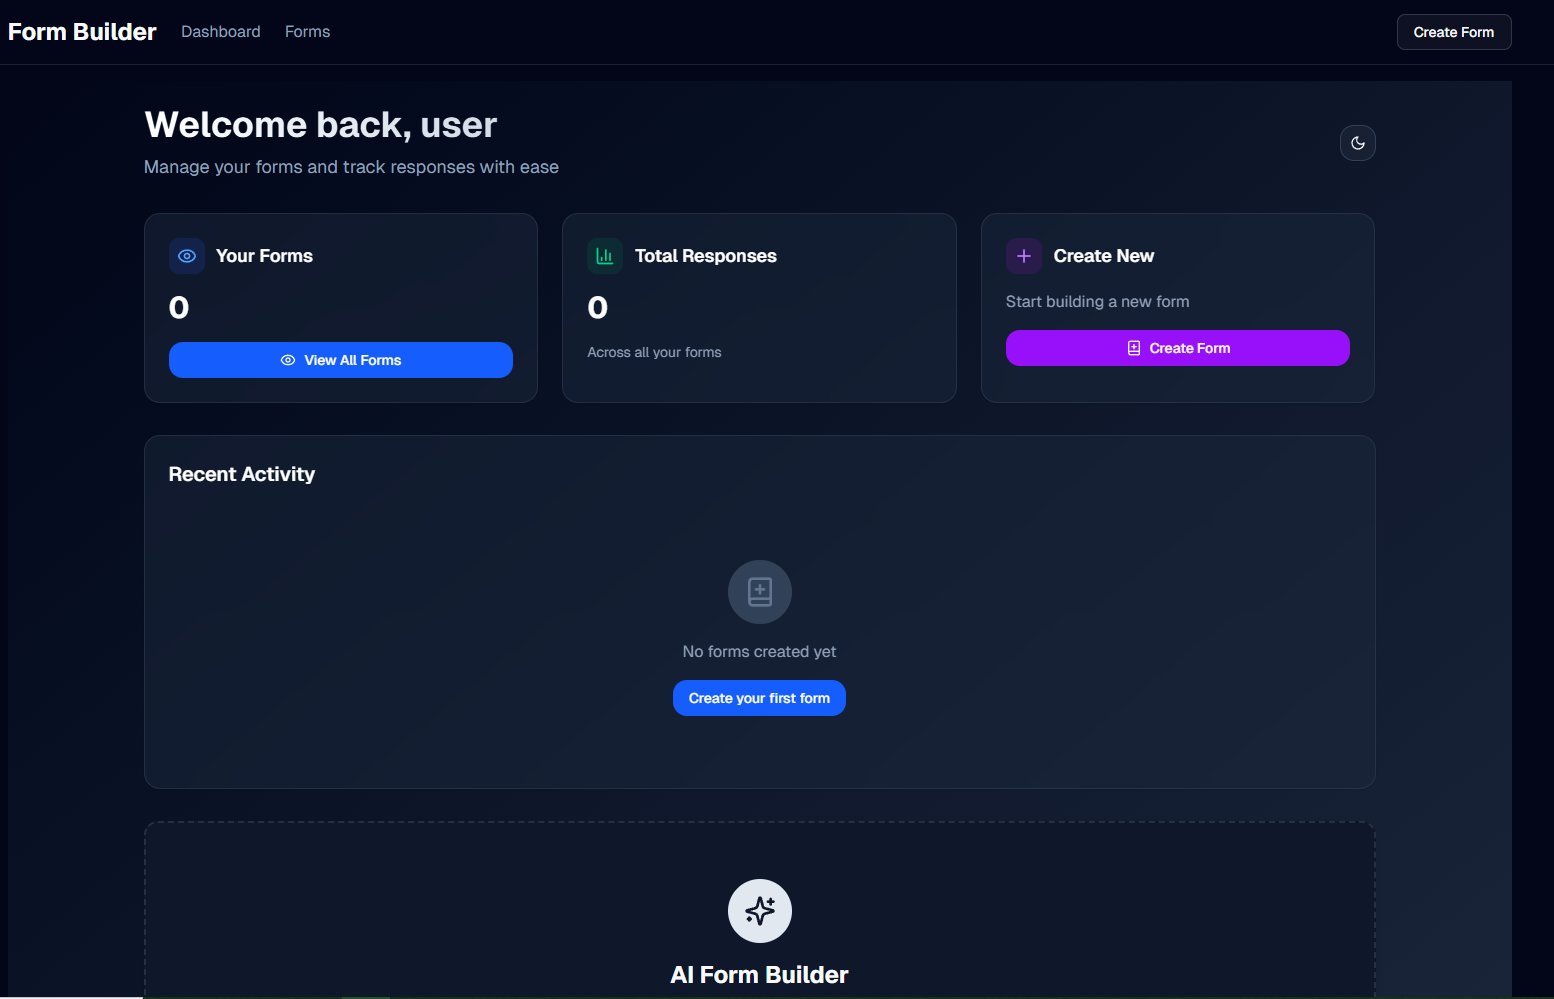 Form Builder
Dashboard
Forms
Create Form
Welcome back, user
Manage your forms and track responses with ease
Your Forms
0
View All Forms
Total Responses
0
Across all your forms
Create New
Start building a new form
Create Form
Recent Activity
No forms created yet
Create your first form
AI Form Builder